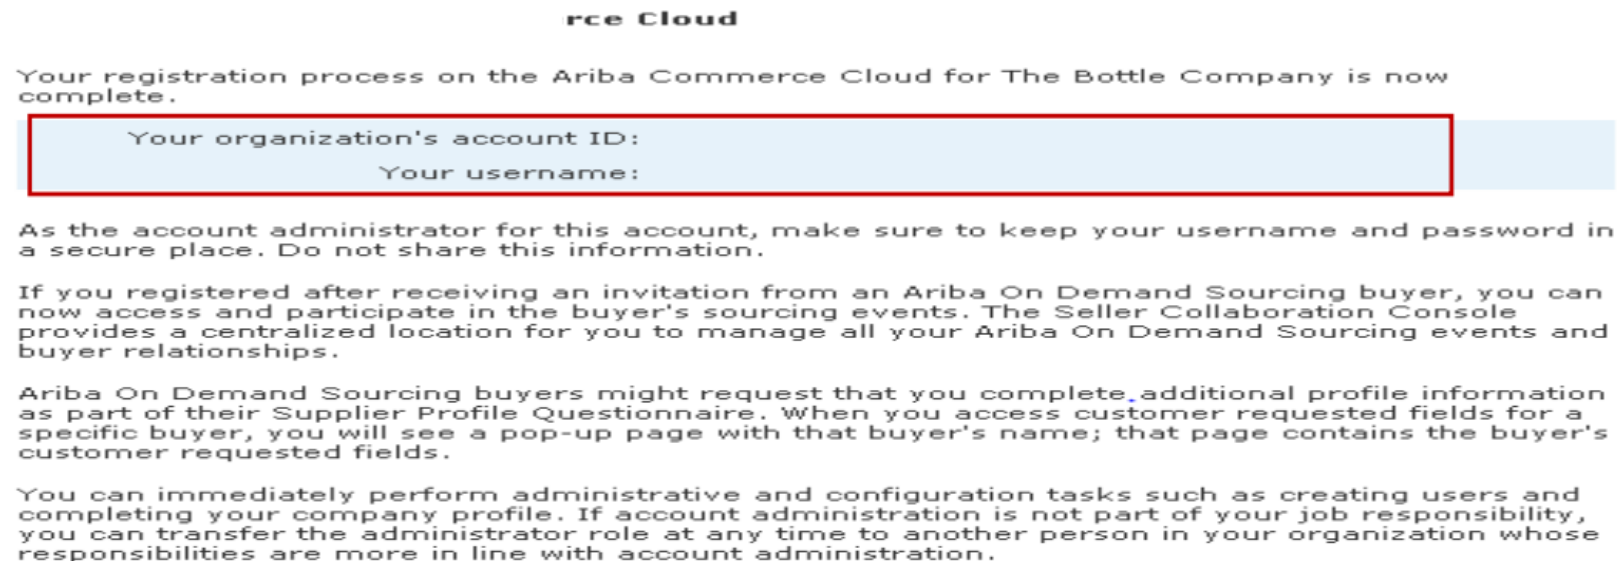 rce Cloud
Your registration process on the Ariba Commerce Cloud for The Bottle Company is now
complete.
Your organization's account ID:
Your username:
As the account administrator for this account, make sure to keep your username and password in
a secure place. Do not share this information.
If you registered after receiving an invitation from an Ariba On Demand Sourcing buyer, you can
now access and participate in the buyer's sourcing events. The Seller Collaboration Console
provides a centralized location for you to manage all your Ariba On Demand Sourcing events and
buyer relationships.
Ariba On Demand Sourcing buyers might request that you complete additional profile information
as part of their Supplier Profile Questionnaire. When you access customer requested fields for a
specific buyer, you will see a pop-up page with that buyer's name; that page contains the buyer's
customer requested fields.
You can immediately perform administrative and configuration tasks such as creating users and
completing your company profile. If account administration is not part of your job responsibility,
you can transfer the administrator role at any time to another person in your organization whose
responsibilities are more in line with account administration.